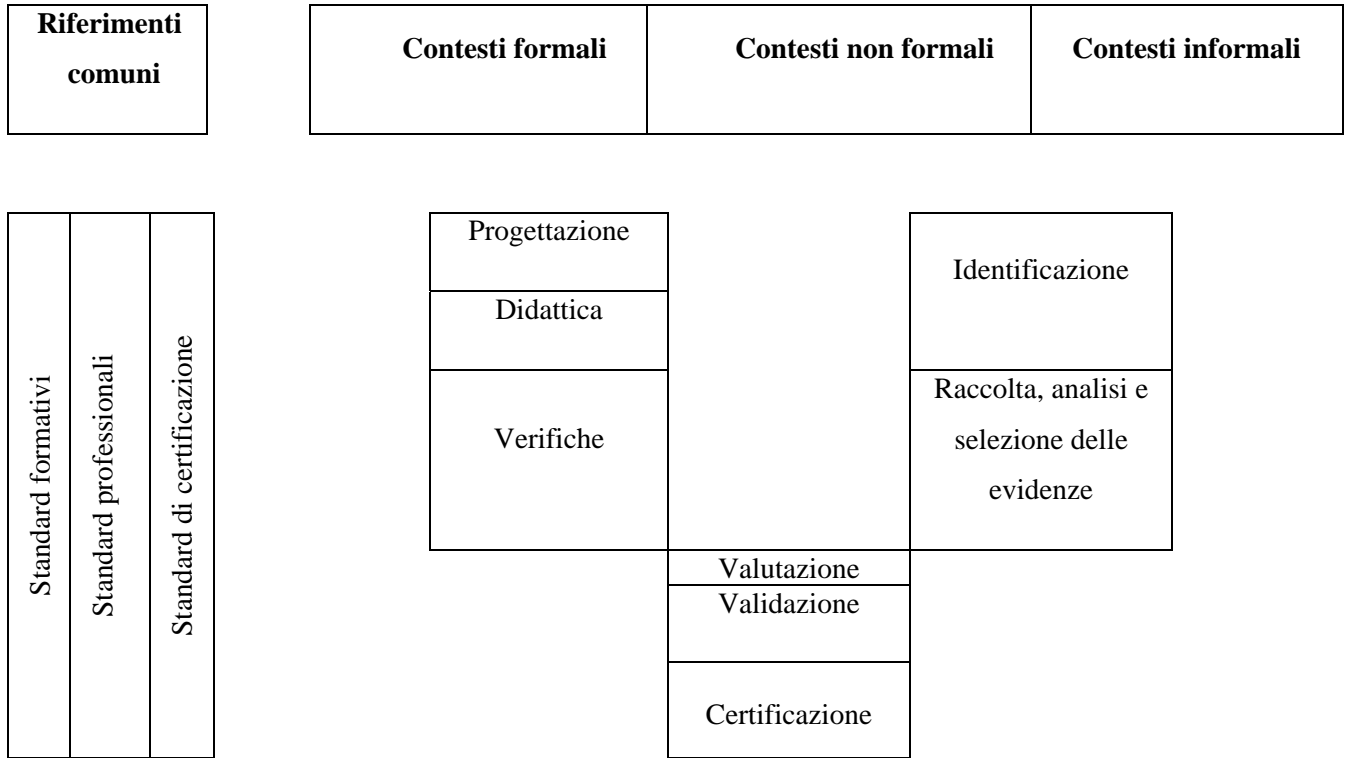 Riferimenti
comuni
Contesti formali
Contesti non formali
Contesti informali
Standard formativi
Standard professionali
Standard di certificazione
Progettazione
Didattica
Verifiche
Identificazione
Raccolta, analisi e
selezione delle
evidenze
Valutazione
Validazione
Certificazione